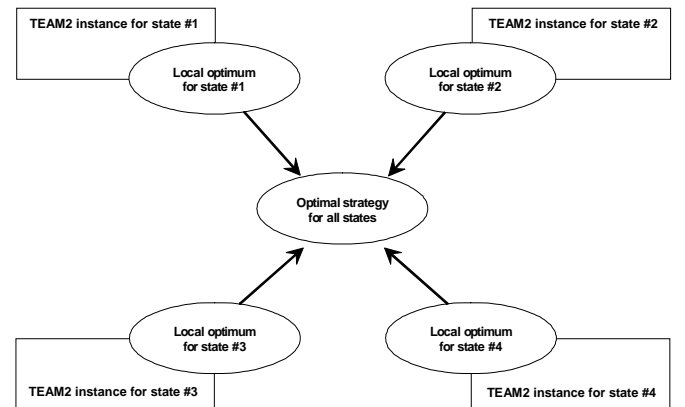 TEAM2 instance for state #1
TEAM2 instance for state #2
Local optimum
for state #1
Local optimum
for state #2
Optimal strategy
for all states
Local optimum
for state #3
Local optimum
for state #4
TEAM2 instance for state #3
TEAM2 instance for state #4